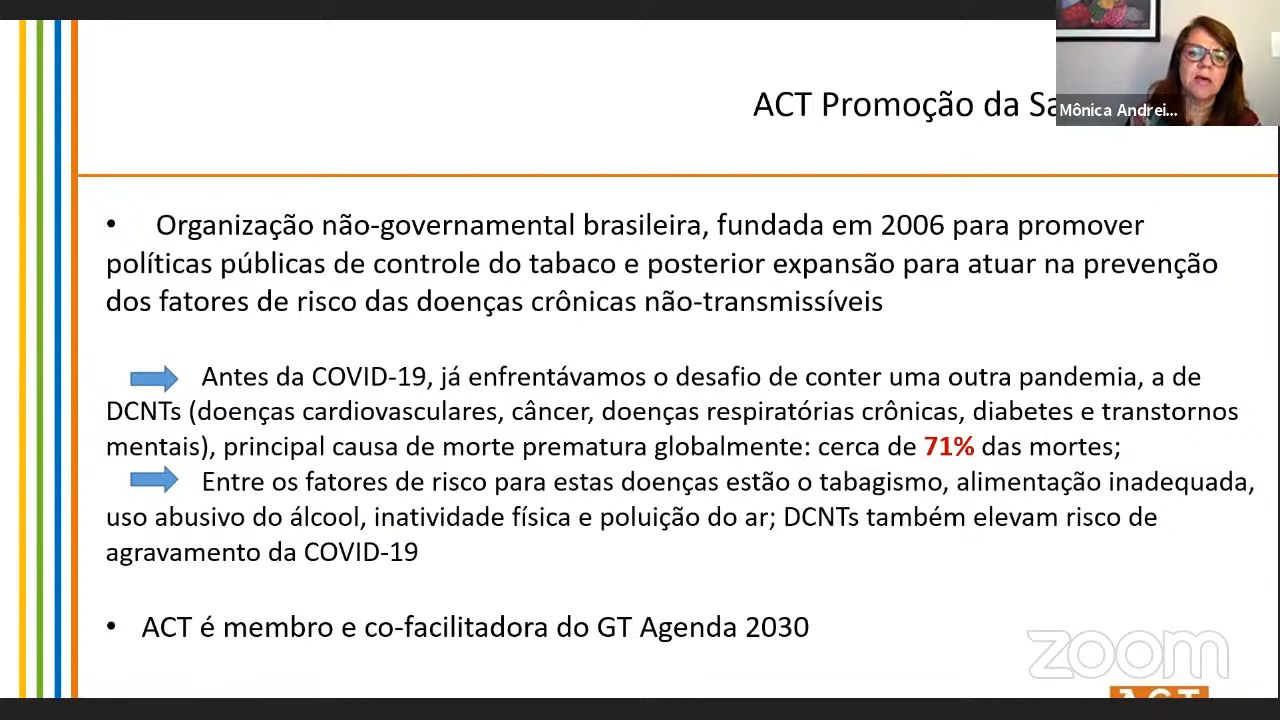 ACT Promoção da
Mônica Andrei...
• Organização não-governamental brasileira, fundada em 2006 para promover
políticas públicas de controle do tabaco e posterior expansão para atuar na prevenção
dos fatores de risco das doenças crônicas não-transmissíveis
Antes da COVID-19, já enfrentávamos o desafio de conter uma outra pandemia, a de
DCNTs (doenças cardiovasculares, câncer, doenças respiratórias crônicas, diabetes e transtornos
mentais), principal causa de morte prematura globalmente: cerca de 71% das mortes;
Entre os fatores de risco para estas doenças estão o tabagismo, alimentação inadequada,
uso abusivo do álcool, inatividade física e poluição do ar; DCNTs também elevam risco de
agravamento da COVID-19
• ACT é membro e co-facilitadora do GT Agenda 2030
zoom
ACT